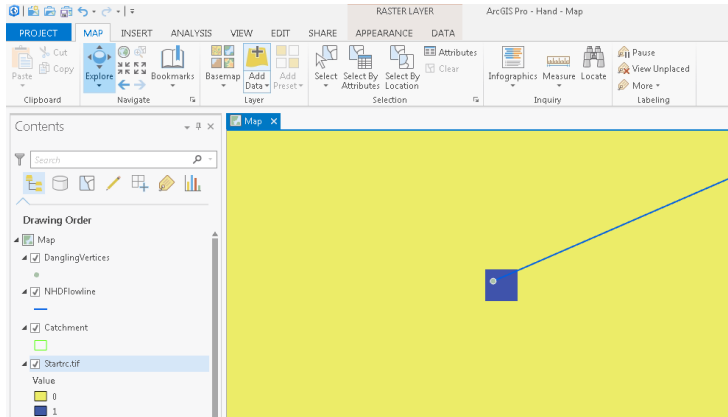 RASTER LAYER ArcGIS Pro - Hand - Map
PROJECT MAP INSERT ANALYSIS VIEW EDIT SHARE APPEARANCE DATA
Paste Cut Copy
Explore Bookmarks
Basemap Add Data Add Preset
Select Select By Attributes Select By Location Attributes Clear
Infographics Measure Locate
Pause View Unplaced More
Clipboard Navigate Layer Selection Inquiry Labeling
Contents
Map
Search
Drawing Order
Map
DanglingVertices
NHDFlowline
Catchment
Startrc.tif
Value
0
1